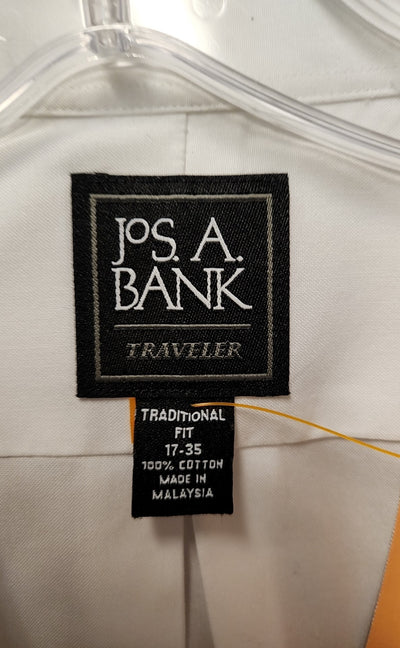 JOS. A.
BANK
TRAVELER
TRADITIONAL
FIT
17-35
100% COTTON
MADE IN
MALAYSIA